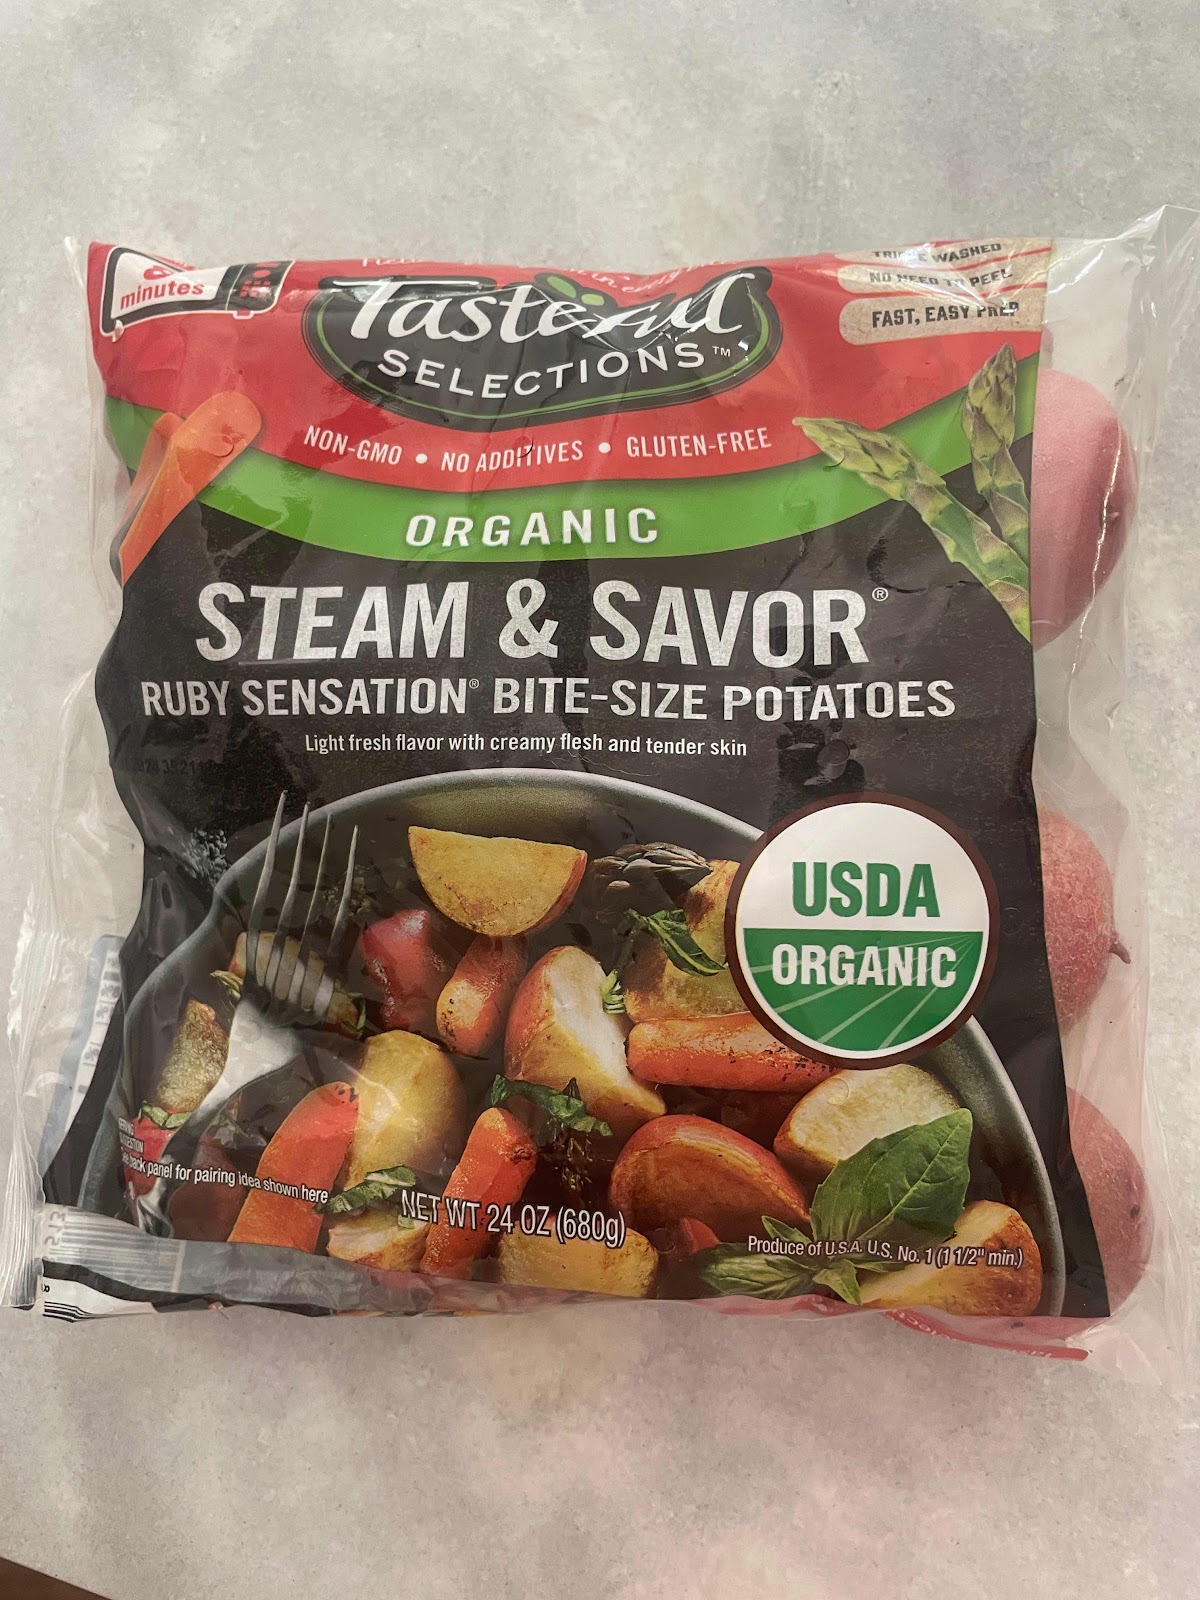 minutes
TRIPLE WASHED
NO NEED TO PEEL
FAST, EASY PREP
Tasteful
SELECTIONS™
NON-GMO • NO ADDITIVES • GLUTEN-FREE
ORGANIC
STEAM & SAVOR®
RUBY SENSATION® BITE-SIZE POTATOES
Light fresh flavor with creamy flesh and tender skin
USDA
ORGANIC
back panel for pairing idea shown here
NET WT 24 OZ (680g)
Produce of U.S.A. U.S. No. 1 (1 1/2" min.)